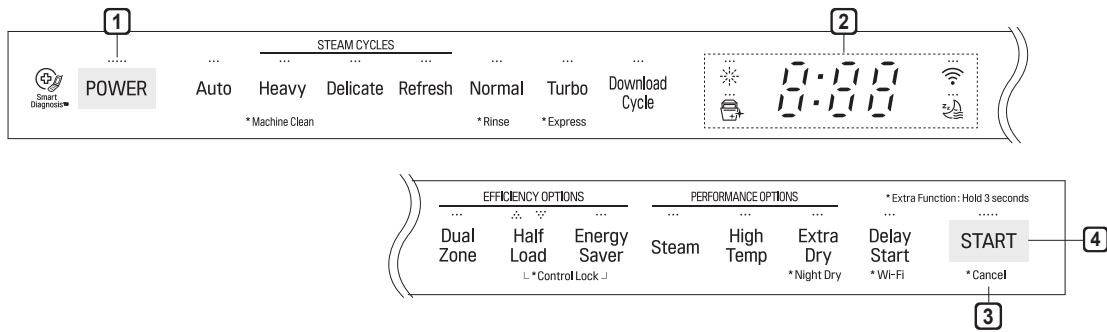 1
2
STEAM CYCLES
Smart
Diagnosis
POWER
Auto
Heavy
Delicate
Refresh
Normal
Turbo
Download
Cycle
8:88
*Machine Clean
*Rinse
*Express
EFFICIENCY OPTIONS
PERFORMANCE OPTIONS
*Extra Function: Hold 3 seconds
Dual
Zone
Half
Load
Energy
Saver
Steam
High
Temp
Extra
Dry
Delay
Start
START
4
*Control Lock
*Night Dry
*Wi-Fi
*Cancel
3